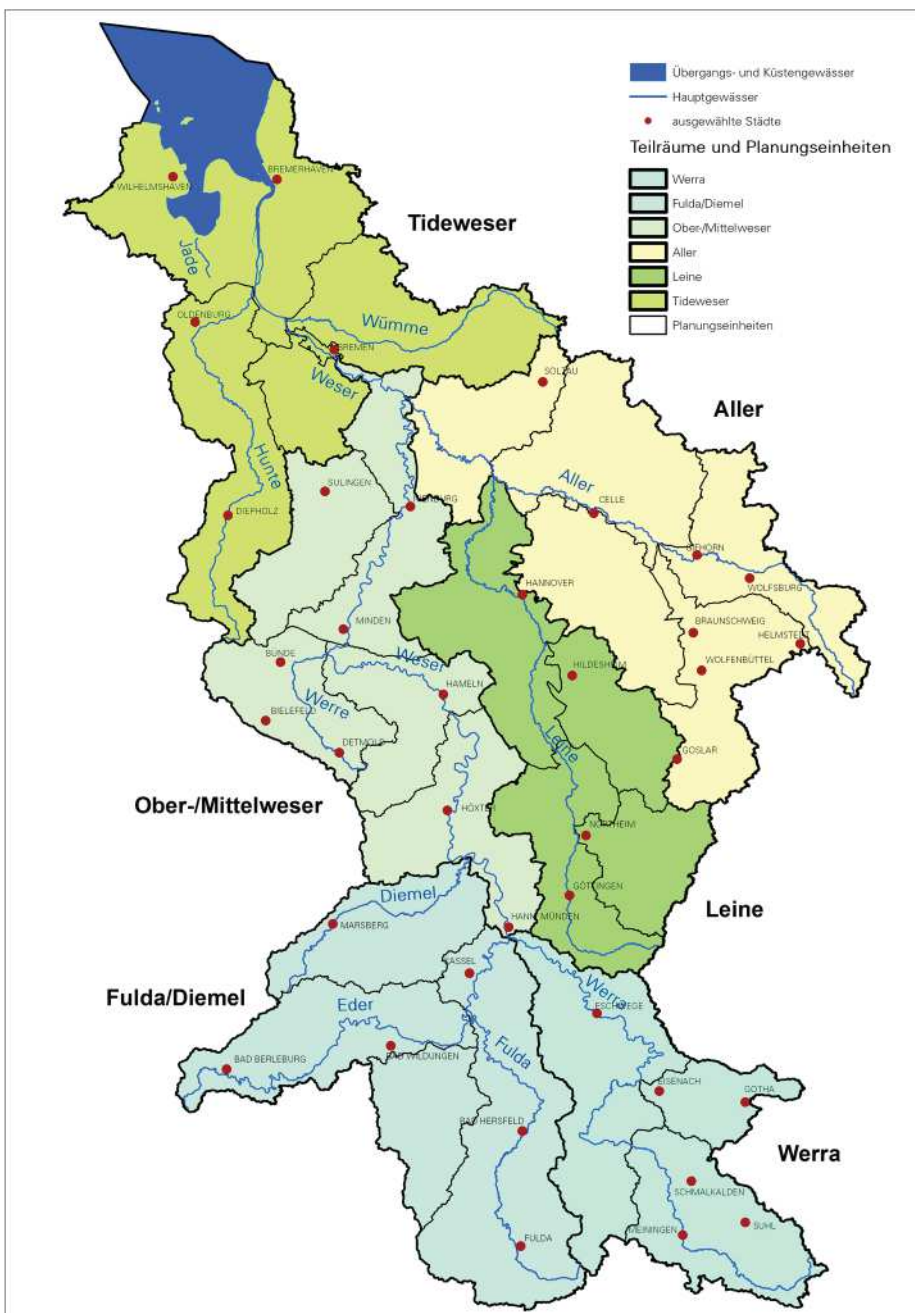 Übergangs- und Küstengewässer
Hauptgewässer
ausgewählte Städte
Teilräume und Planungseinheiten
Werra
Fulda/Diemel
Ober-/Mittelweser
Aller
Leine
Tideweser
Planungseinheiten
WILHELMSHAVEN
BREMERHAVEN
Tideweser
Jade
OLDENBURG
Wümme
BREMEN
Weser
SOLZAU
Aller
Hunte
SULINGEN
Aller
DIEPHOLZ
NIENBURG
CELLE
GIFHORN
WOLFSBURG
HANNOVER
MINDEN
BRAUNSCHWEIG
HELMSTEDT
BÜNDE
Weser
HILDESHEIM
WOLFENBÜTTEL
HAMELN
Werre
BIELEFELD
DETMOLD
Leine
GOSLAR
Ober-/Mittelweser
HÖXTER
NORTHEIM
GÖTTINGEN
Diemel
Leine
MARSBERG
HANN. MÜNDEN
KASSEL
Fulda/Diemel
Eder
Werra
ESCHWEGE
Fulda
BAD BERLEBURG
BAD WILDUNGEN
EISENACH
GOTHA
BAD HERSFELD
Werra
SCHMALKALDEN
MEININGEN
SUHL
FULDA